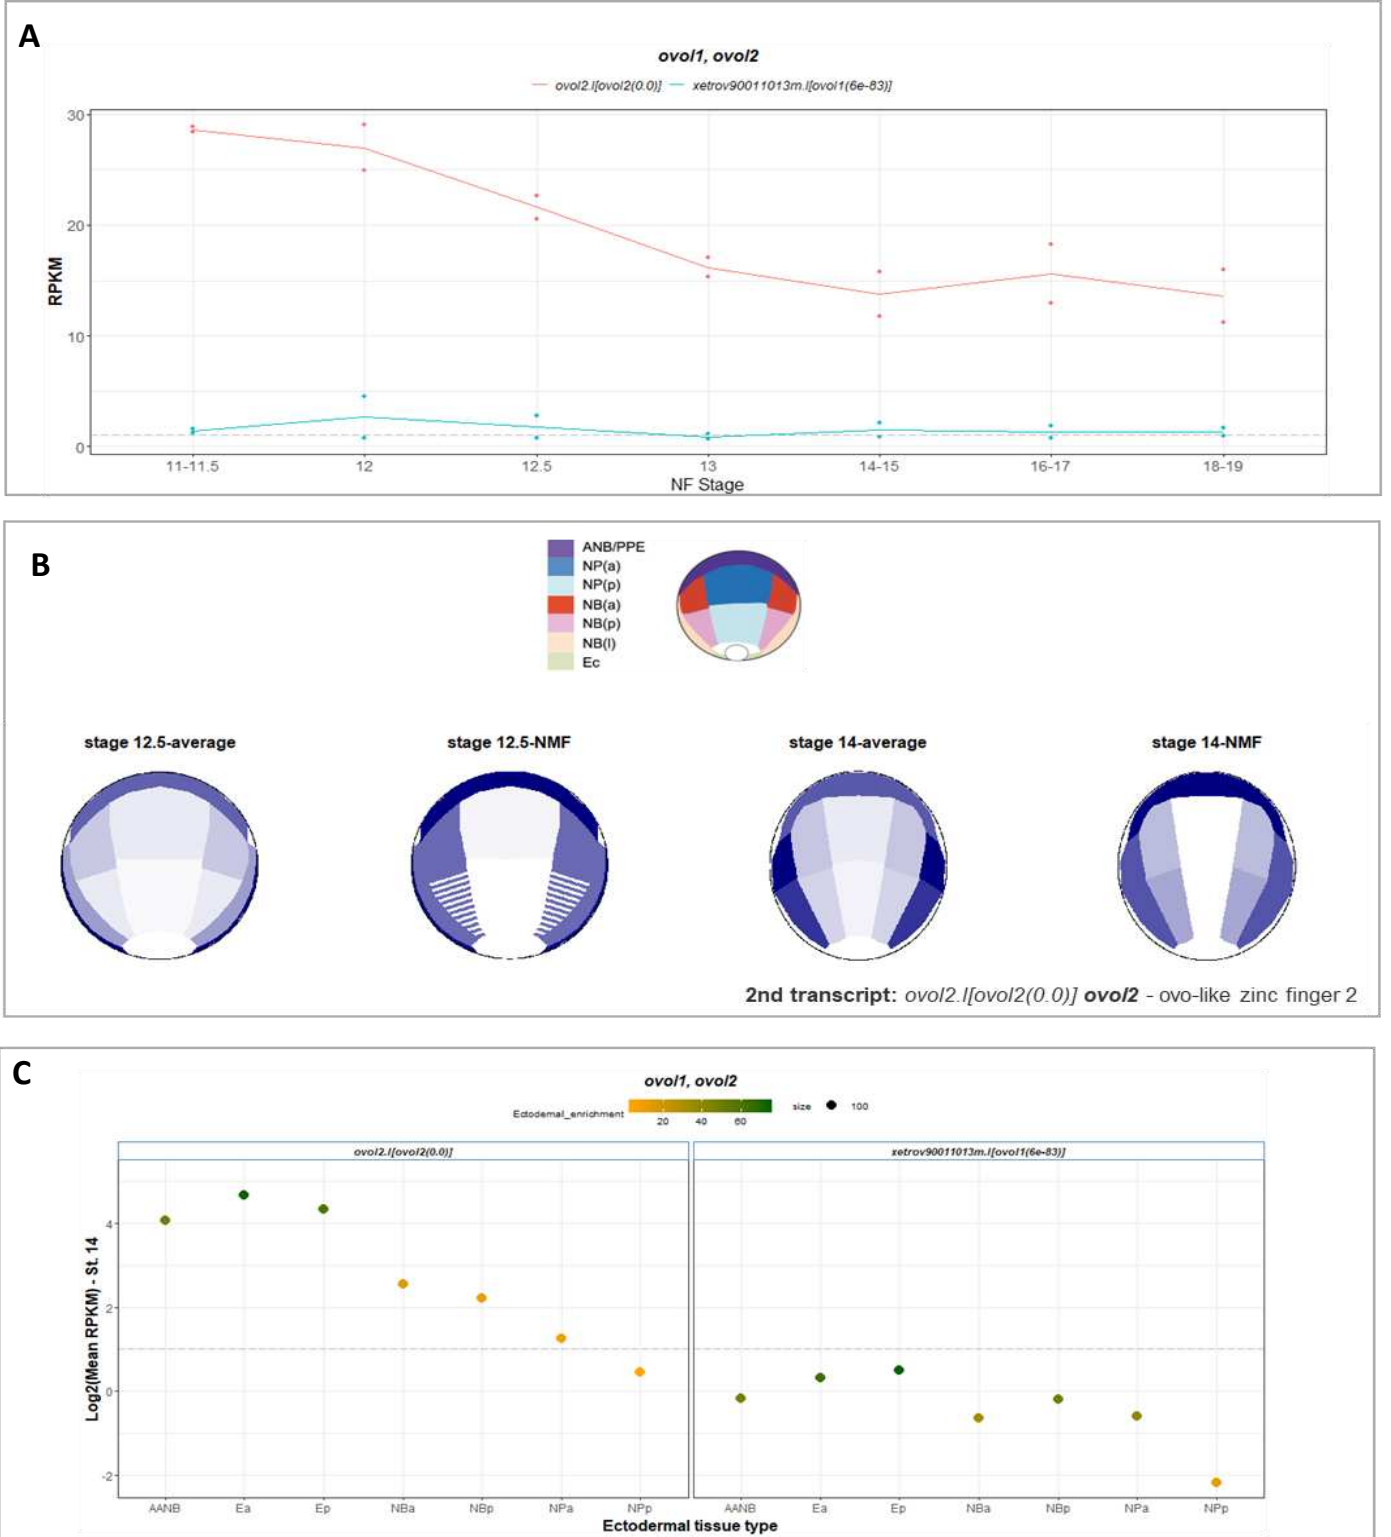 A
ovol1, ovol2
ovol2.l[ovol2(0.0)] xetrov90011013m.l[ovol1(6e-83)]
30
20
10
0
RPKM
11-11.5 12 12.5 13 14-15 16-17 18-19
NF Stage
B
ANB/PPE
NP(a)
NP(p)
NB(a)
NB(p)
NB(l)
Ec
stage 12.5-average stage 12.5-NMF stage 14-average stage 14-NMF
2nd transcript: ovol2.l[ovol2(0.0)] ovol2 - ovo-like zinc finger 2
C
ovol1, ovol2
Ectodemal_enrichment 20 40 60 size 100
ovol2.l[ovol2(0.0)] xetrov90011013m.l[ovol1(6e-83)]
4
2
0
-2
Log2(Mean RPKM) - St. 14
AANB Ea Ep NBa NBp NPa NPp AANB Ea Ep NBa NBp NPa NPp
Ectodermal tissue type